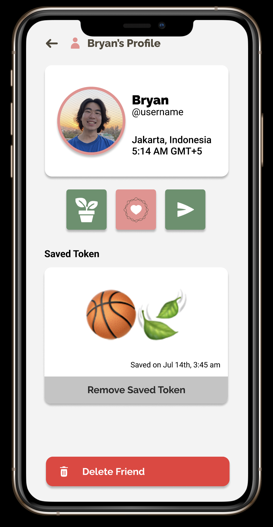 Bryan's Profile
Bryan
@username
Jakarta, Indonesia
5:14 AM GMT+5
Saved Token
Saved on Jul 14th, 3:45 am
Remove Saved Token
Delete Friend